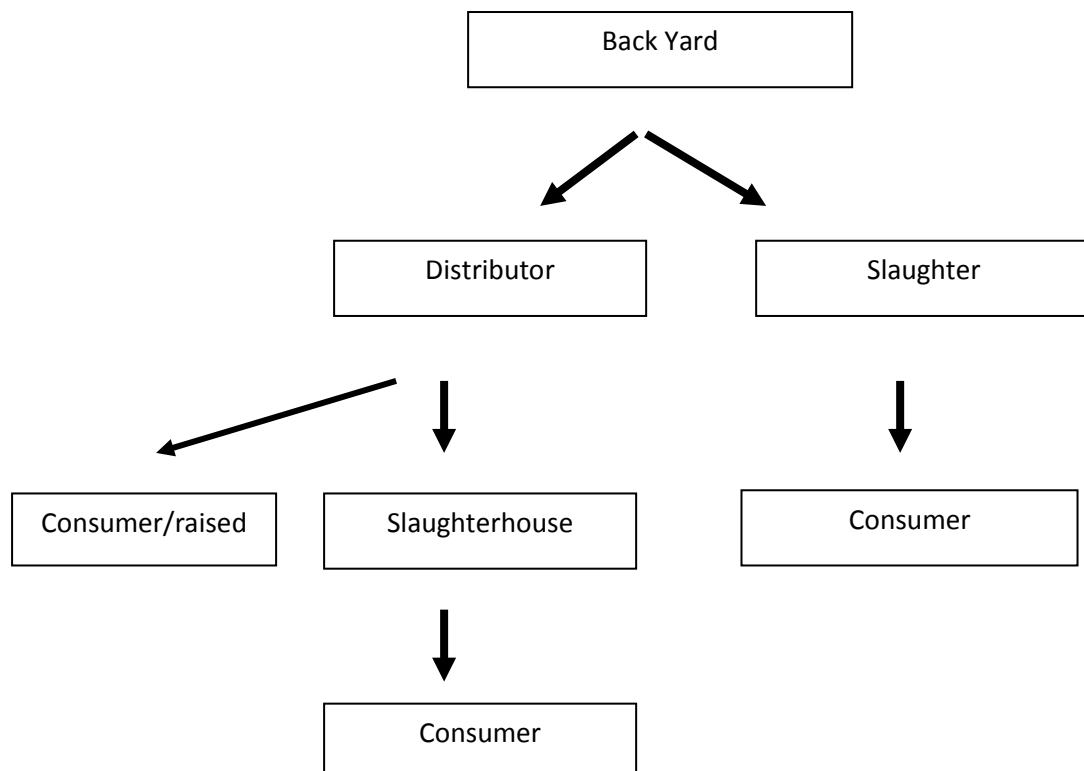 Back Yard
Distributor
Slaughter
Consumer/raised
Slaughterhouse
Consumer
Consumer